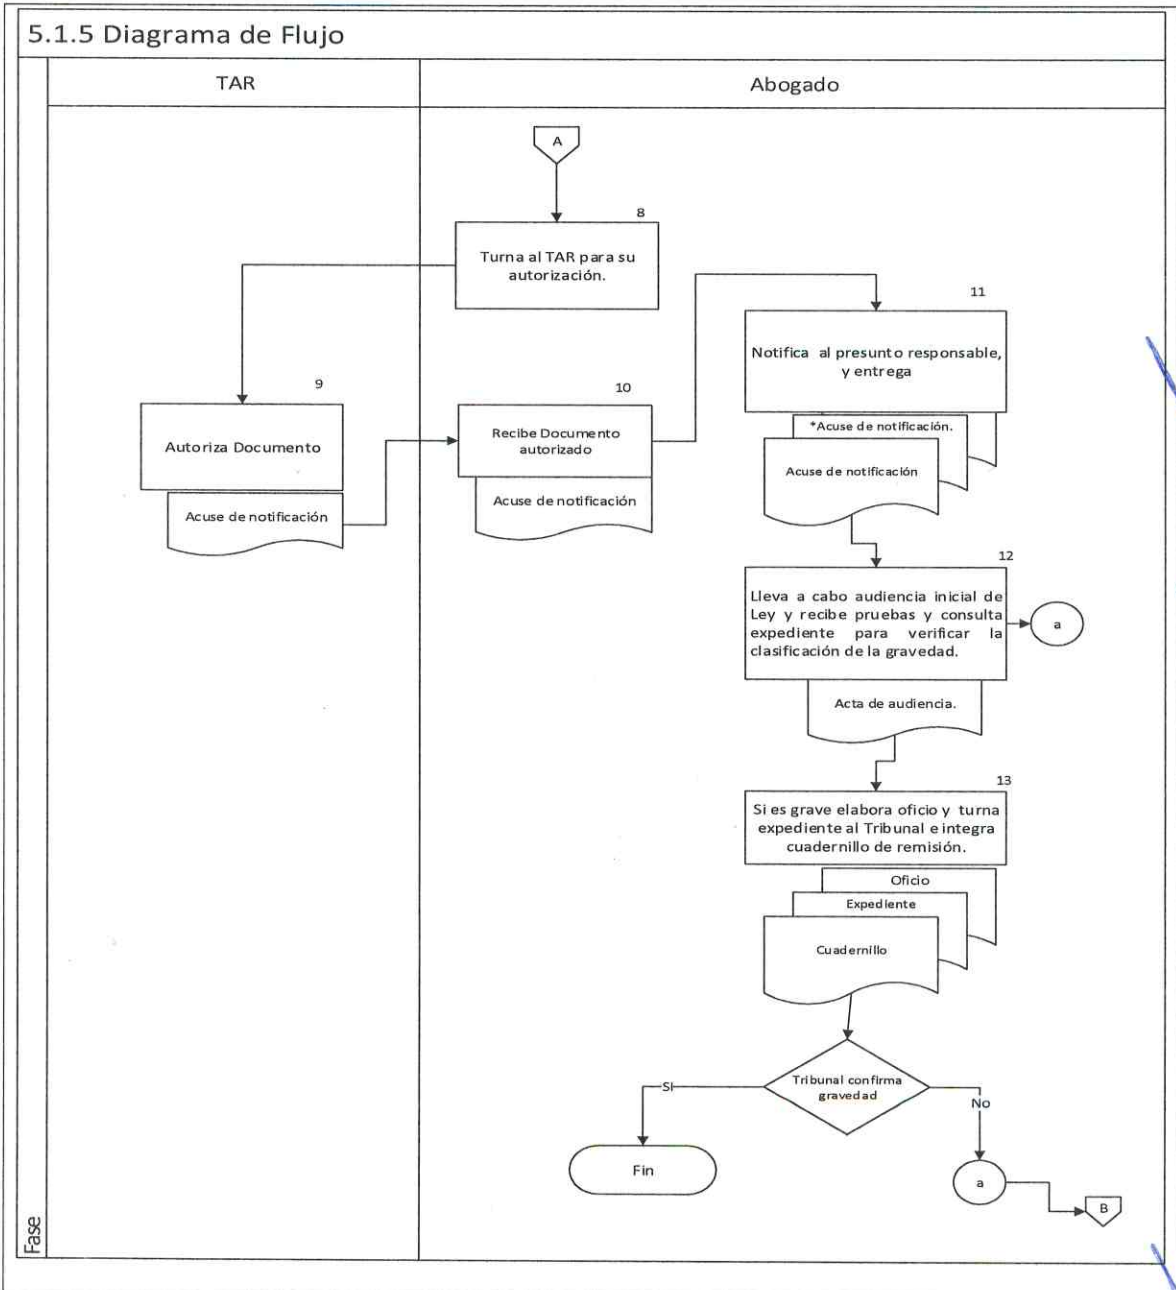 5.1.5 Diagrama de Flujo
TAR
Abogado
A
8
Turna al TAR para su
autorización.
9
Autoriza Documento
Acuse de notificación
10
Recibe Documento
autorizado
Acuse de notificación
11
Notifica al presunto responsable,
y entrega
*Acuse de notificación.
Acuse de notificación
12
Lleva a cabo audiencia inicial de
Ley y recibe pruebas y consulta
expediente para verificar la
clasificación de la gravedad.
a
Acta de audiencia.
13
Si es grave elabora oficio y turna
expediente al Tribunal e integra
cuadernillo de remisión.
Oficio
Expediente
Cuadernillo
Tribunal confirma
gravedad
SI
No
Fin
a
B
Fase